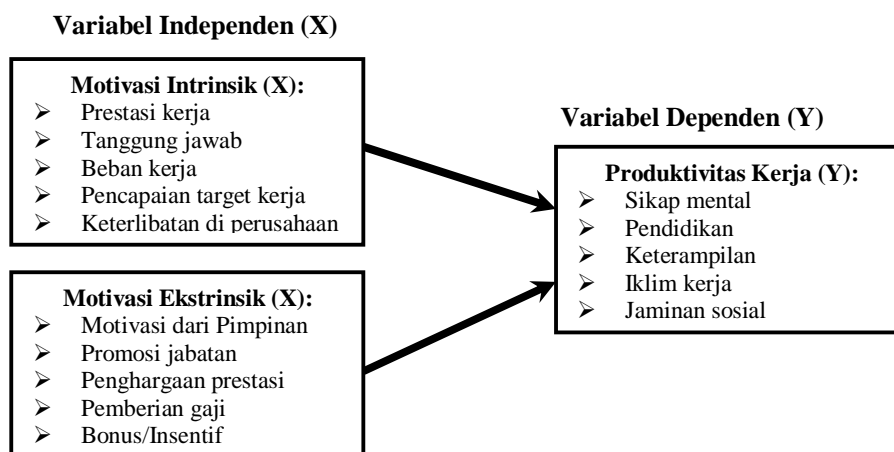 Variabel Independen (X)
Motivasi Intrinsik (X):
➢ Prestasi kerja
➢ Tanggung jawab
➢ Beban kerja
➢ Pencapaian target kerja
➢ Keterlibatan di perusahaan
Motivasi Ekstrinsik (X):
➢ Motivasi dari Pimpinan
➢ Promosi jabatan
➢ Penghargaan prestasi
➢ Pemberian gaji
➢ Bonus/Insentif
Variabel Dependen (Y)
Produktivitas Kerja (Y):
➢ Sikap mental
➢ Pendidikan
➢ Keterampilan
➢ Iklim kerja
➢ Jaminan sosial